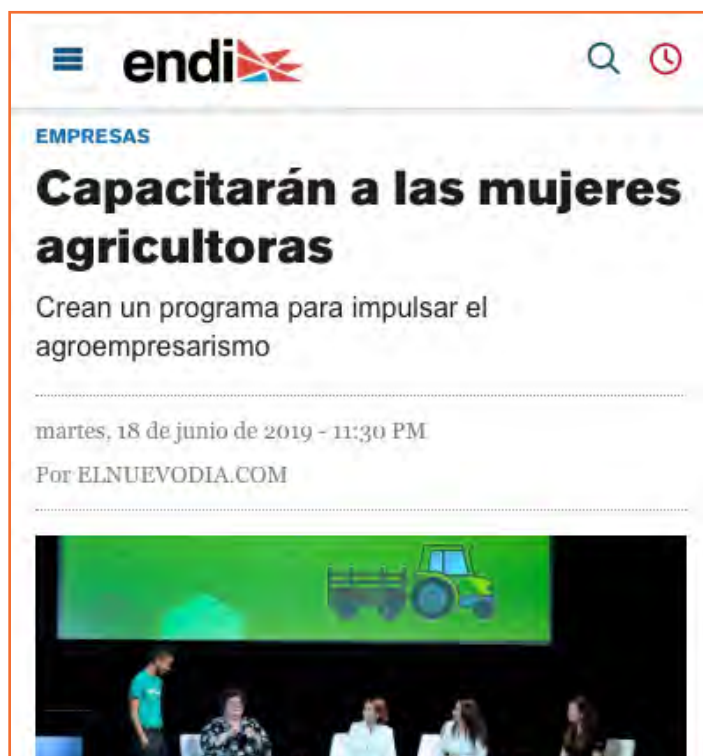 endi
EMPRESAS
Capacitarán a las mujeres
agricultoras
Crean un programa para impulsar el
agroempresarismo
martes, 18 de junio de 2019 - 11:30 PM
Por ELNUEVODIA.COM